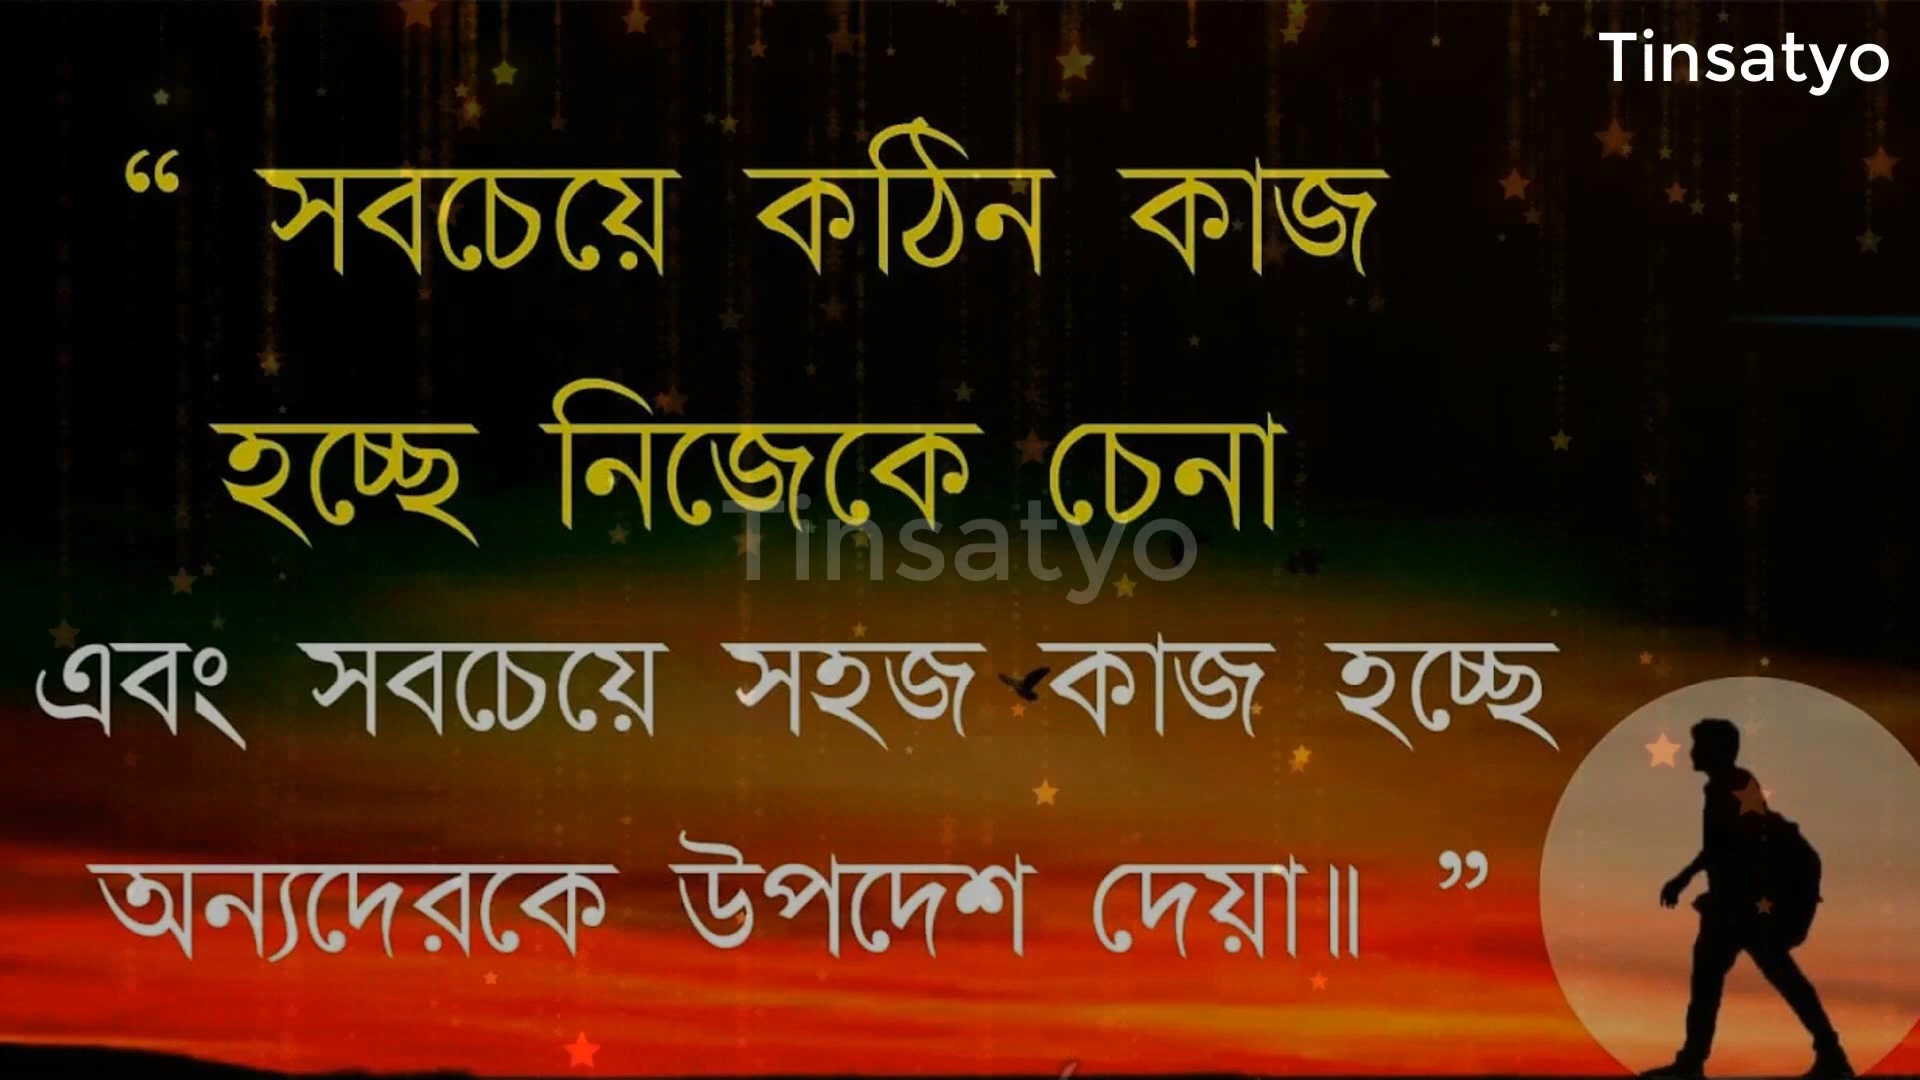 Tinsatyo
“ সবচেয়ে কঠিন কাজ
হচ্ছে নিজেকে চেনা
Tinsatyo
এবং সবচেয়ে সহজ কাজ হচ্ছে
অন্যদেরকে উপদেশ দেয়া॥ ”